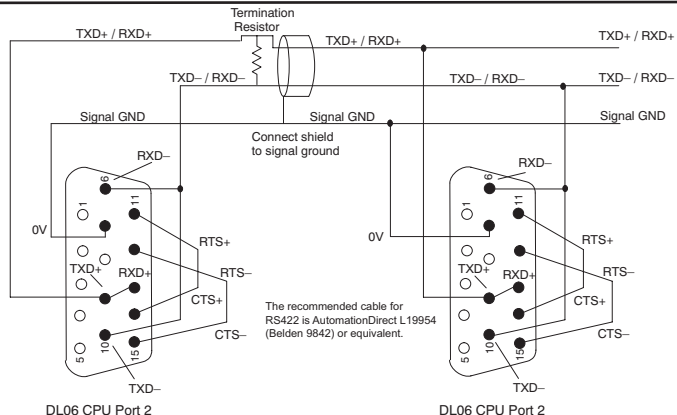 Termination
Resistor
TXD+ / RXD+
TXD+ / RXD+
TXD+ / RXD+
TXD– / RXD–
TXD– / RXD–
TXD– / RXD–
Signal GND
Signal GND
Signal GND
Connect shield
to signal ground
RXD–
6
1
11
0V
RTS+
TXD+
RXD+
RTS–
CTS+
CTS–
5
10
15
TXD–
DL06 CPU Port 2
The recommended cable for
RS422 is AutomationDirect L19954
(Belden 9842) or equivalent.
RXD–
6
1
11
0V
RTS+
TXD+
RXD+
RTS–
CTS+
CTS–
5
10
15
TXD–
DL06 CPU Port 2